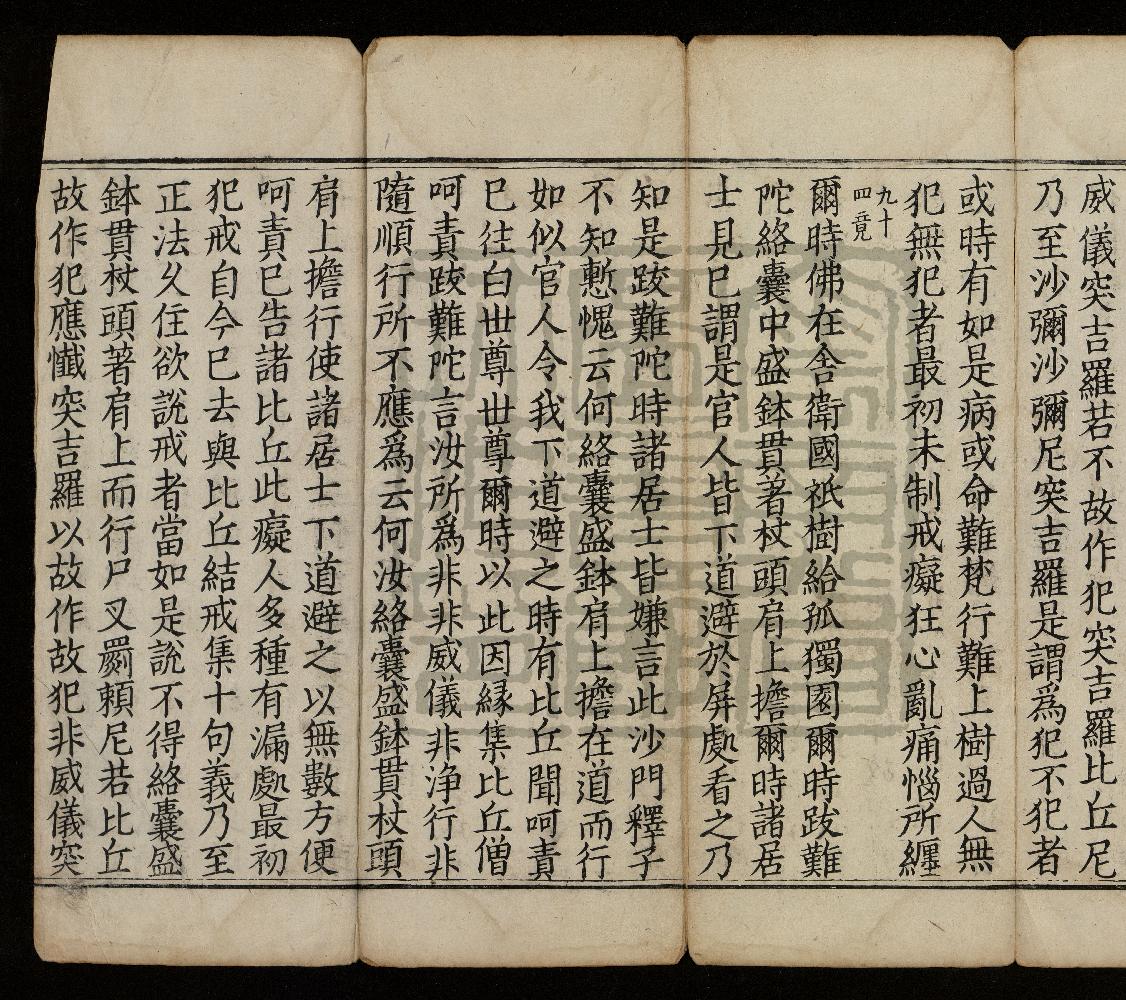 威儀突吉羅若不故作犯突吉羅比丘尼
乃至沙彌沙彌尼突吉羅是謂爲犯不犯者
或時有如是病或命難梵行難上樹過人無
犯無犯者最初未制戒癡狂心亂痛惱所纒
九十
四竟
爾時佛在舍衛國祇樹給孤獨園爾時跋難
陀絡囊中盛鉢貫著杖頭肩上擔爾時諸居
士見巳謂是官人皆下道避於屏處看之乃
知是跋難陀時諸居士皆嫌言此沙門釋子
不知慙愧云何絡囊盛鉢肩上擔在道而行
如似官人令我下道避之時有比丘聞呵責
巳往白世尊世尊爾時以此因緣集比丘僧
呵責跋難陀言汝所爲非非威儀非淨行非
隨順行所不應爲云何汝絡囊盛鉢貫杖頭
肩上擔行使諸居士下道避之以無數方便
呵責巳告諸比丘此癡人多種有漏處最初
犯戒自今巳去與比丘結戒集十句義乃至
正法久住欲說戒者當如是說不得絡囊盛
鉢貫杖頭著肩上而行尸叉罽賴尼若比丘
故作犯應懺突吉羅以故作故犯非威儀突